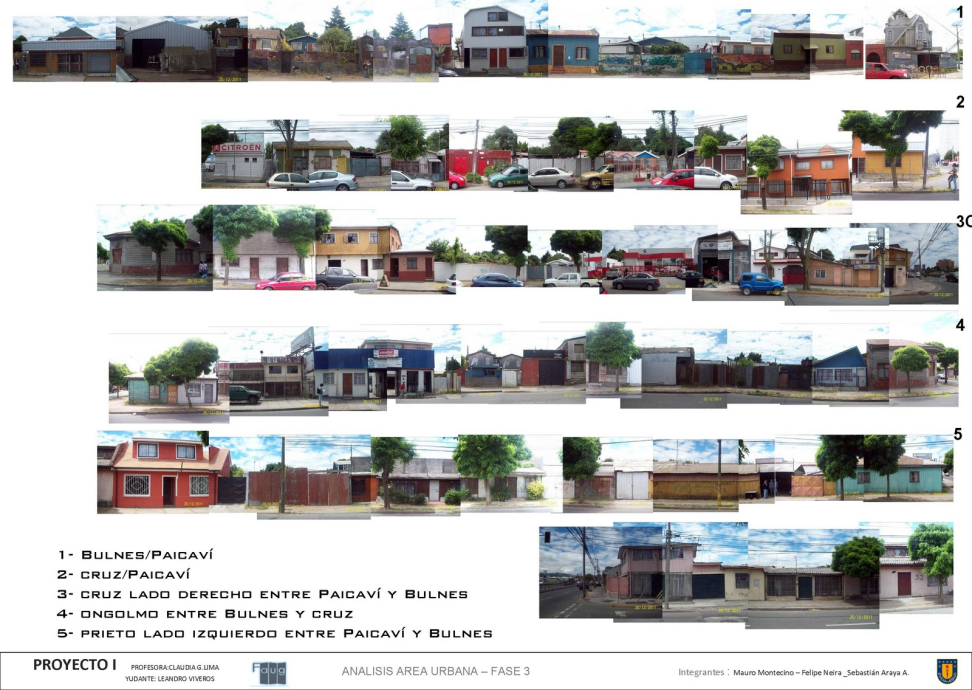 1
2
CITROËN
3C
4
5
1- BULNES/PAICAVÍ
2- CRUZ/PAICAVÍ
3- CRUZ LADO DERECHO ENTRE PAICAVÍ Y BULNES
4- ONGOLMO ENTRE BULNES Y CRUZ
5- PRIETO LADO IZQUIERDO ENTRE PAICAVÍ Y BULNES
PROYECTO I PROFESORA:CLAUDIA G.LIMA
YUDANTE: LEANDRO VIVEROS
Faug
ANALISIS AREA URBANA – FASE 3
Integrantes : Mauro Montecino – Felipe Neira _Sebastián Araya A.